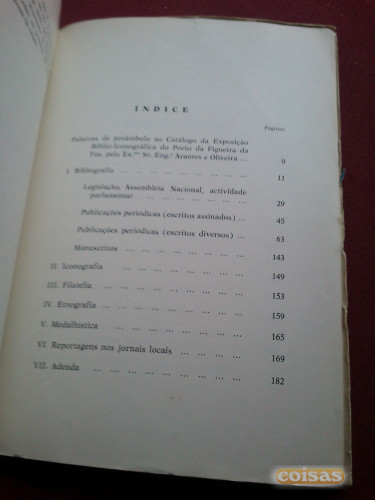 ÍNDICE
Páginas
Palavras de preâmbulo ao Catálogo da Exposição
Biblio-Iconográfica do Porto da Figueira da
Foz, pelo Ex.mo Sr. Eng.º Arantes e Oliveira ... 9
I. Bibliografia ... ... ... ... ... ... ... ... 11
Legislação, Assembleia Nacional, actividade
parlamentar ... ... ... ... ... ... ... 29
Publicações periódicas (escritos assinados) ... ... 45
Publicações periódicas (escritos diversos) ... ... 63
Manuscritos ... ... ... ... ... ... ... 143
II. Iconografia ... ... ... ... ... ... ... 149
III. Filatelia ... ... ... ... ... ... ... 153
IV. Etnografia ... ... ... ... ... ... ... 159
V. Medalhística ... ... ... ... ... ... 165
VI. Reportagens nos jornais locais ... ... ... ... 169
VII. Adenda ... ... ... ... ... ... ... 182
coisas